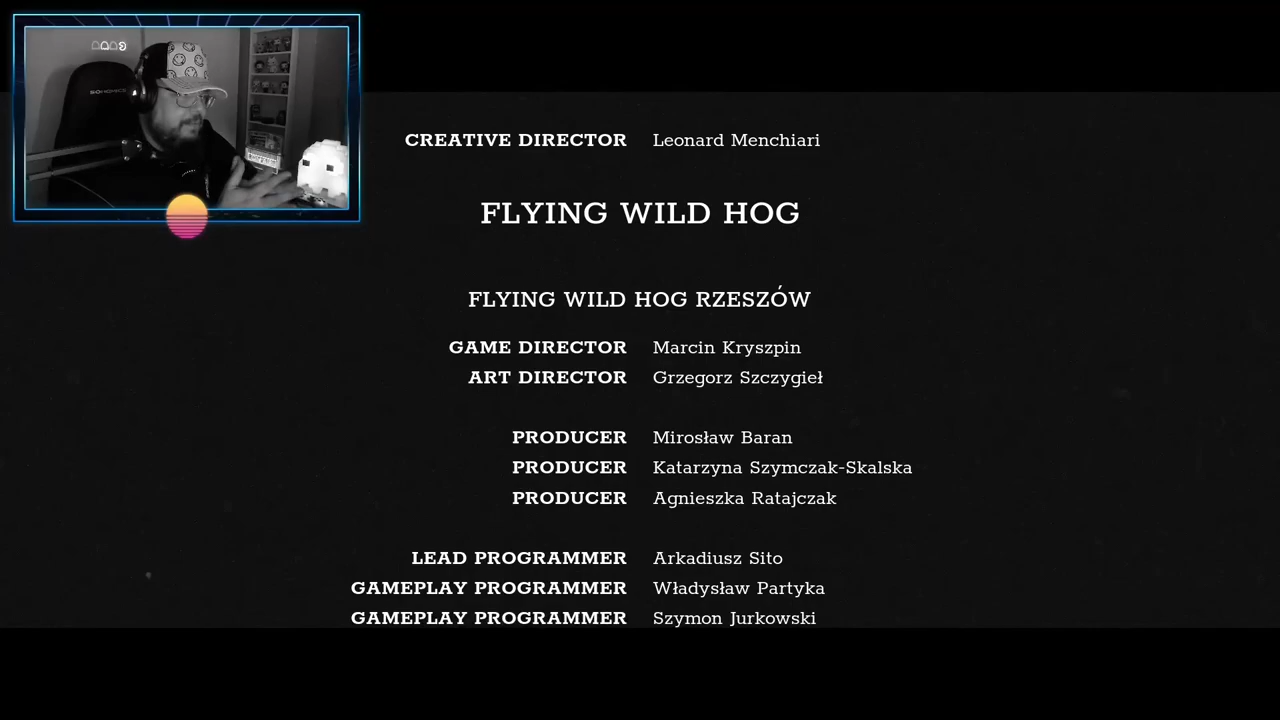 CREATIVE DIRECTOR Leonard Menchiari
FLYING WILD HOG
FLYING WILD HOG RZESZÓW
GAME DIRECTOR Marcin Kryszpin
ART DIRECTOR Grzegorz Szczygieł
PRODUCER Mirosław Baran
PRODUCER Katarzyna Szymczak-Skalska
PRODUCER Agnieszka Ratajczak
LEAD PROGRAMMER Arkadiusz Sito
GAMEPLAY PROGRAMMER Władysław Partyka
GAMEPLAY PROGRAMMER Szymon Jurkowski